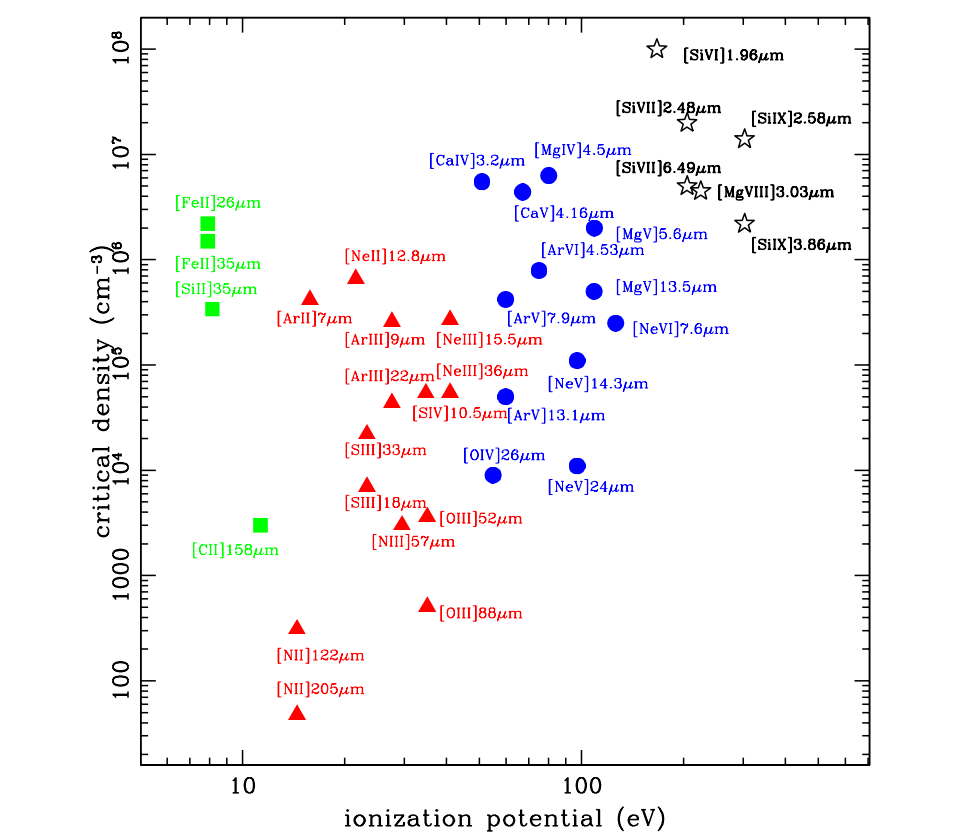 10⁸
[SiVI]1.96μm
[SiVII]2.48μm
[SiIX]2.58μm
10⁷
[MgIV]4.5μm
[CaIV]3.2μm
[SiVII]6.49μm
[MgVIII]3.03μm
[FeII]26μm
[CaV]4.16μm
[MgV]5.6μm
[SiIX]3.86μm
10⁶
[ArVI]4.53μm
[NeII]12.8μm
[FeII]35μm
[SiII]35μm
[MgV]13.5μm
[ArII]7μm
[ArV]7.9μm
[NeVI]7.6μm
[ArIII]9μm
[NeIII]15.5μm
10⁵
[NeIII]36μm
[ArIII]22μm
[NeV]14.3μm
[SIV]10.5μm
[ArV]13.1μm
[SIII]33μm
[OIV]26μm
10⁴
[NeV]24μm
[SIII]18μm
[OIII]52μm
[NIII]57μm
[CII]158μm
1000
[OIII]88μm
[NII]122μm
100
[NII]205μm
critical density (cm⁻³)
10
100
ionization potential (eV)